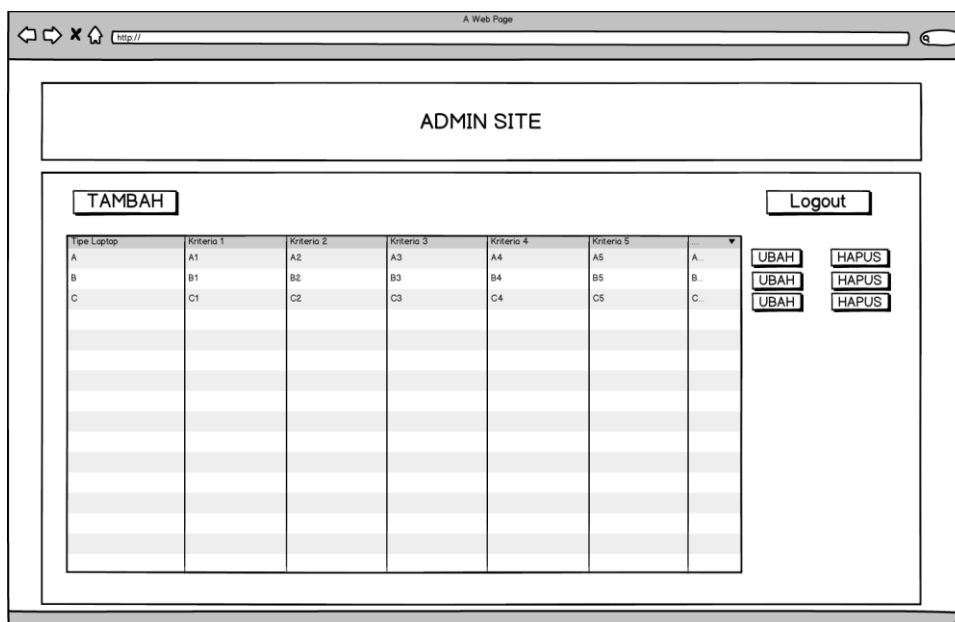 A Web Page
http://
ADMIN SITE
TAMBAH
Logout
Tipe Laptop Kriteria 1 Kriteria 2 Kriteria 3 Kriteria 4 Kriteria 5 ...
A A1 A2 A3 A4 A5 A... UBAH HAPUS
B B1 B2 B3 B4 B5 B... UBAH HAPUS
C C1 C2 C3 C4 C5 C... UBAH HAPUS